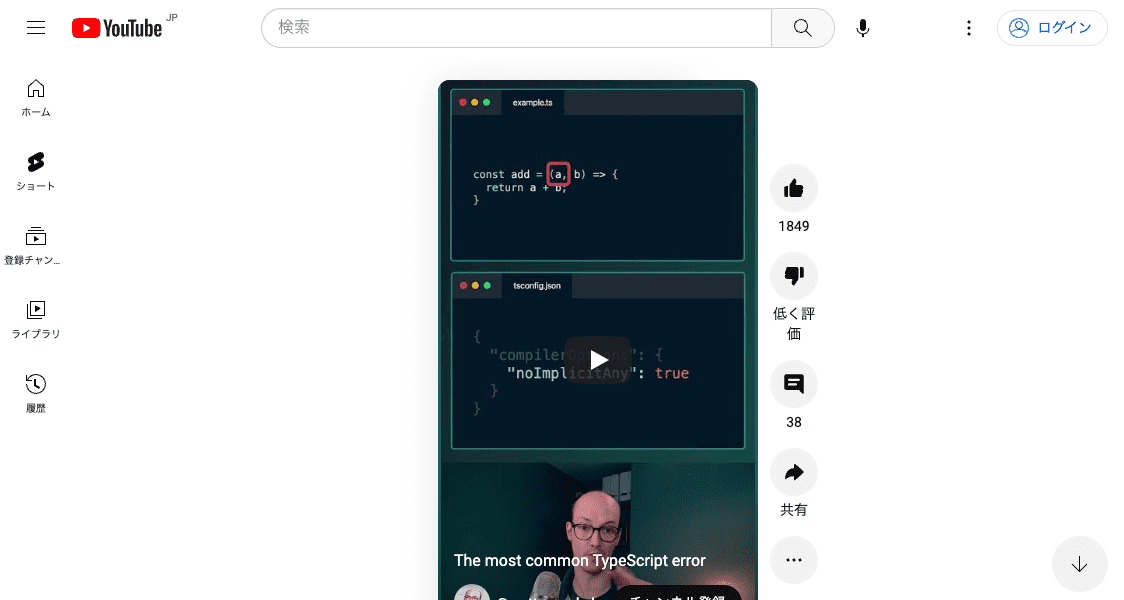 YouTube JP
検索
ログイン
ホーム
ショート
登録チャン...
ライブラリ
履歴
example.ts
const add = (a, b) => {
return a + b;
}
tsconfig.json
{
"compilerOptions": {
"noImplicitAny": true
}
}
The most common TypeScript error
チャンネル登録
1849
低く評
価
38
共有